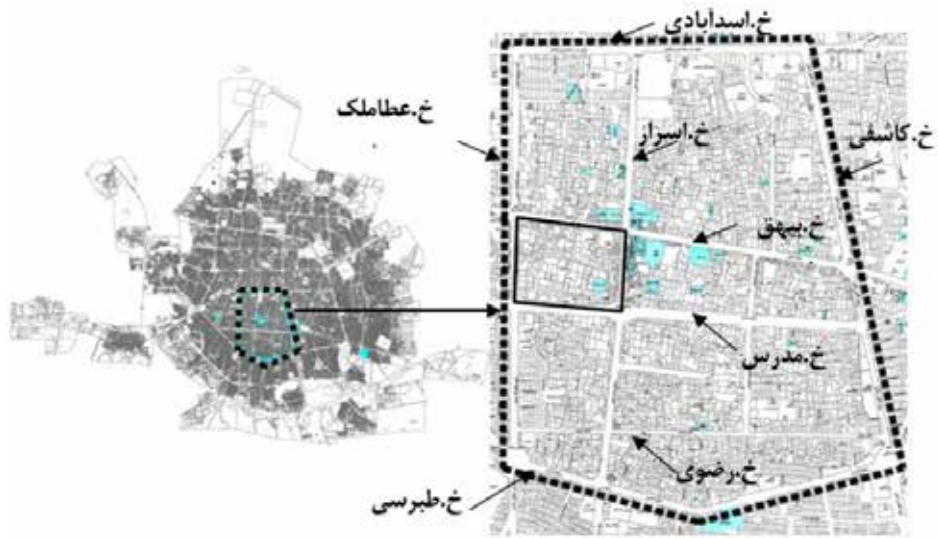 خ.اسدآبادی
خ.عطاملک
خ.اسرار
خ.کاشفی
خ.بیهق
خ.مدرس
خ.رضوی
خ.طبرسی